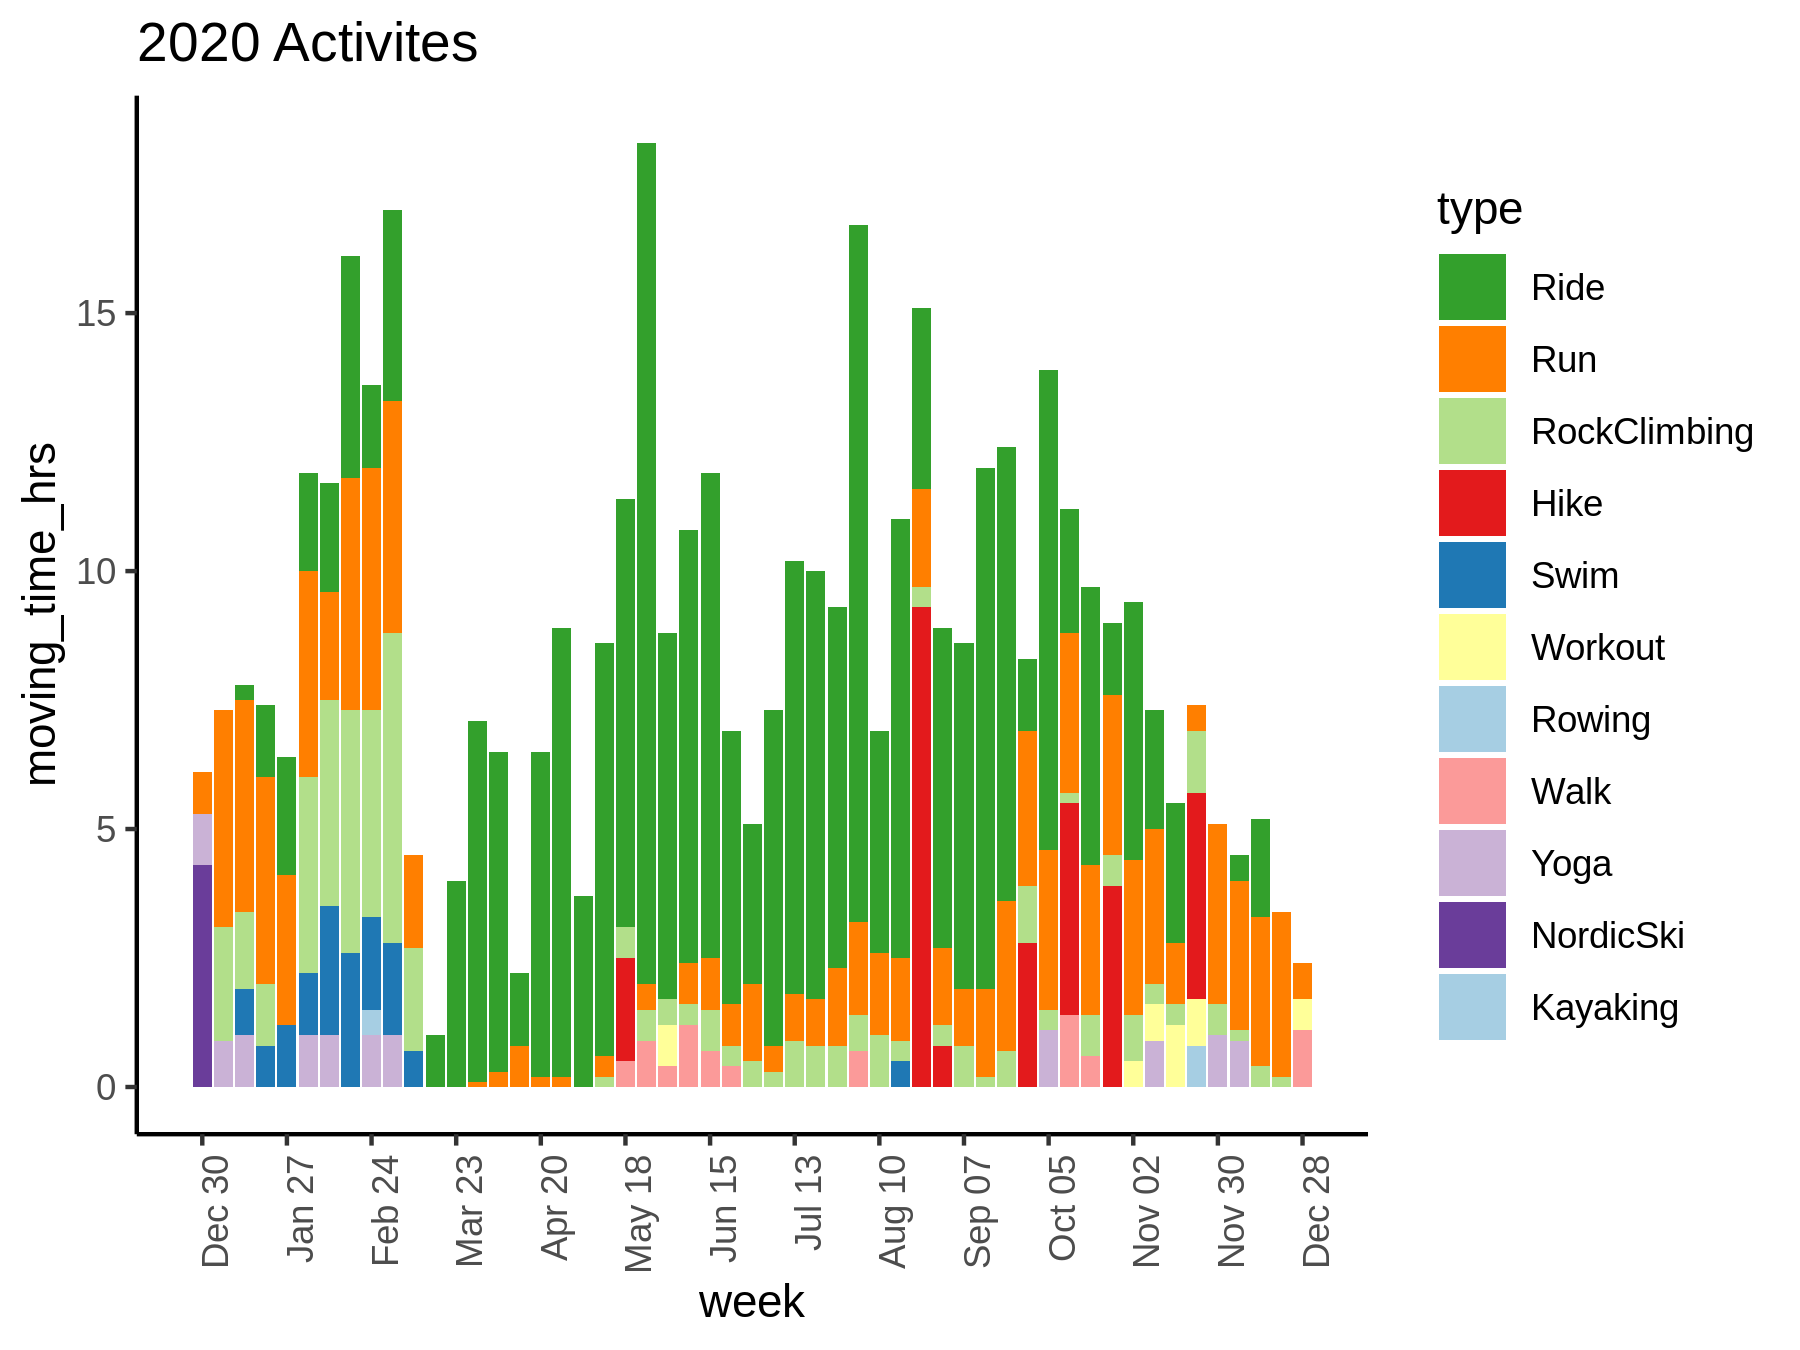 2020 Activites
moving_time_hrs
15
10
5
0
Dec 30
Jan 27
Feb 24
Mar 23
Apr 20
May 18
Jun 15
Jul 13
Aug 10
Sep 07
Oct 05
Nov 02
Nov 30
Dec 28
week
type
Ride
Run
RockClimbing
Hike
Swim
Workout
Rowing
Walk
Yoga
NordicSki
Kayaking